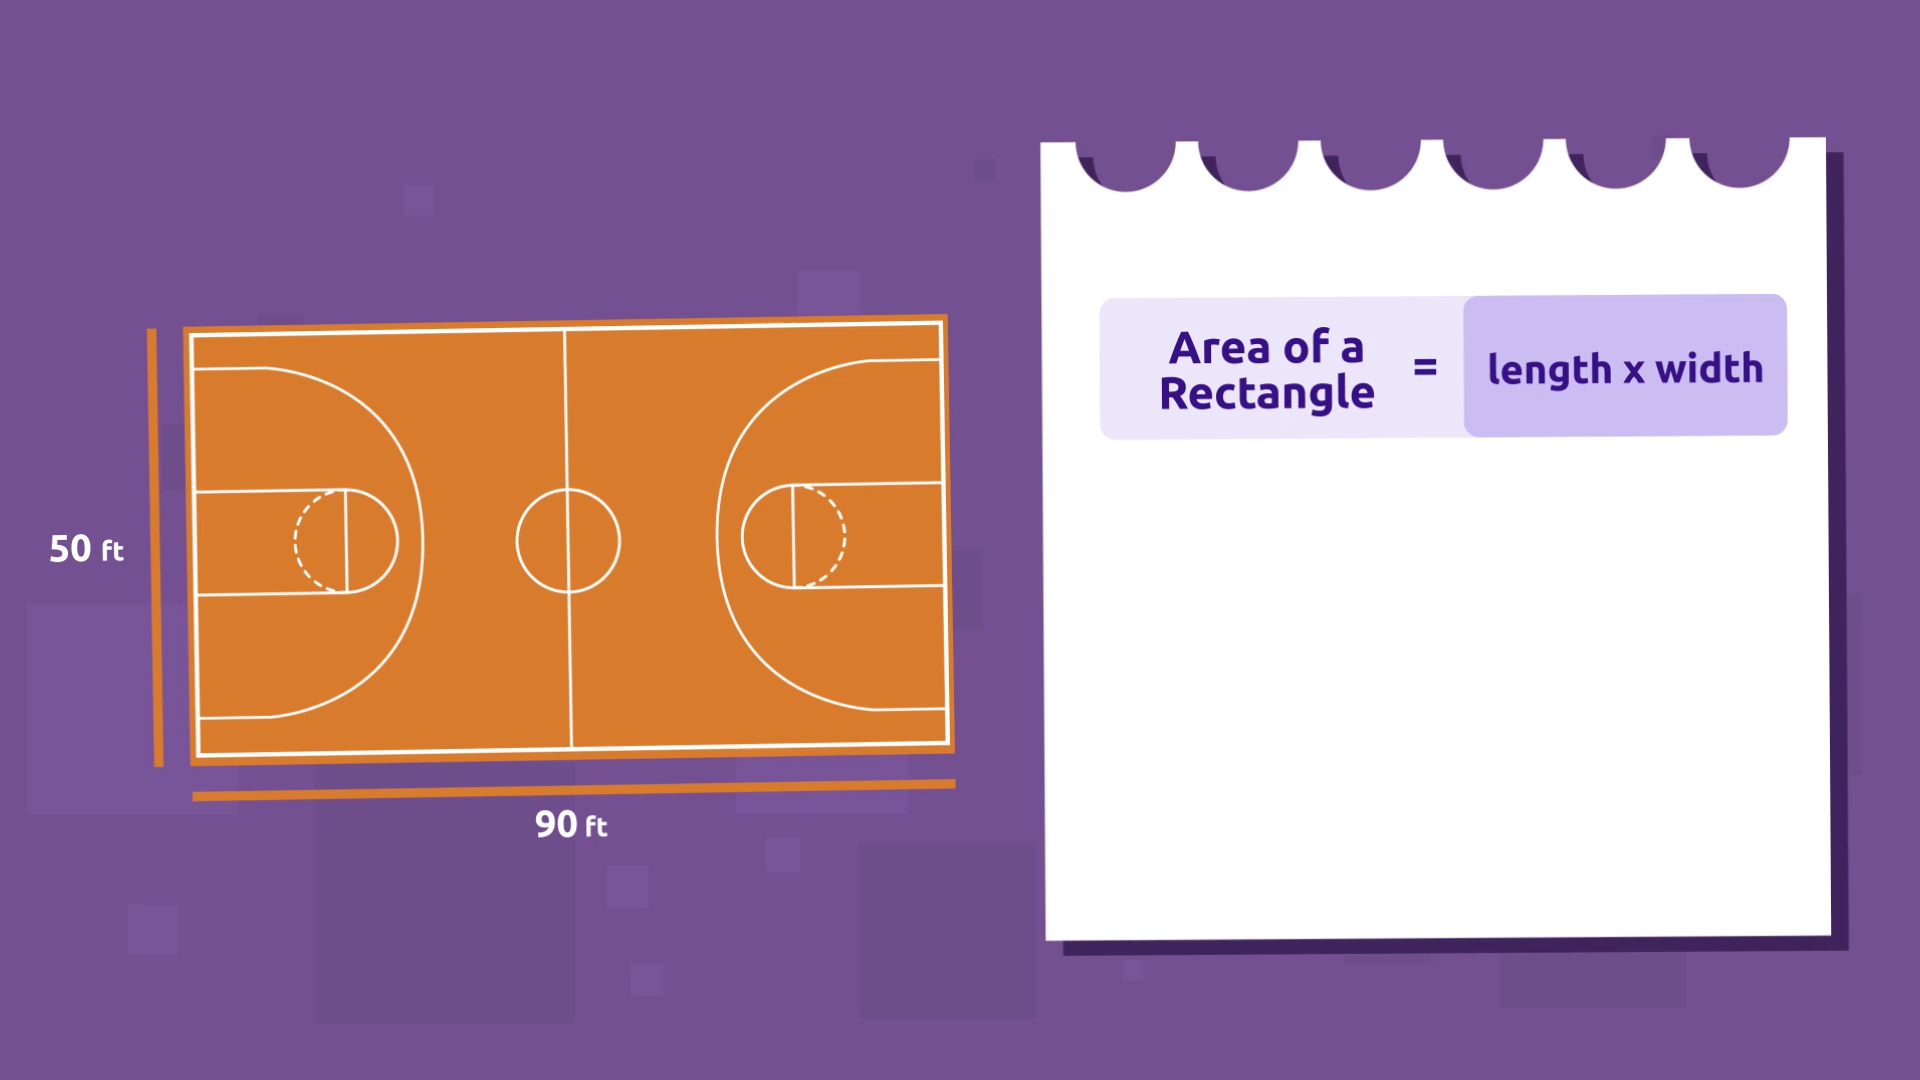 50 ft
90 ft
Area of a
Rectangle
=
length x width